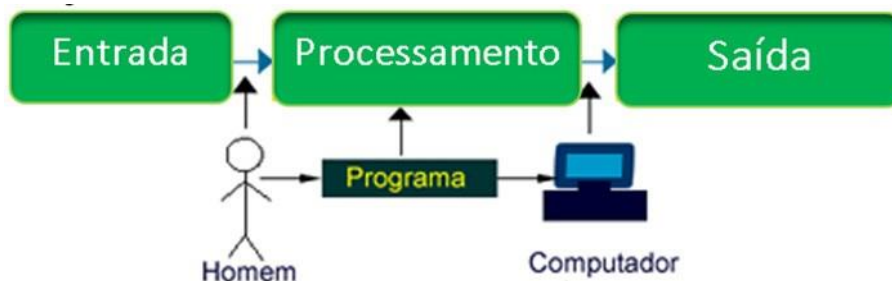 Entrada
Processamento
Saída
Programa
Homem
Computador